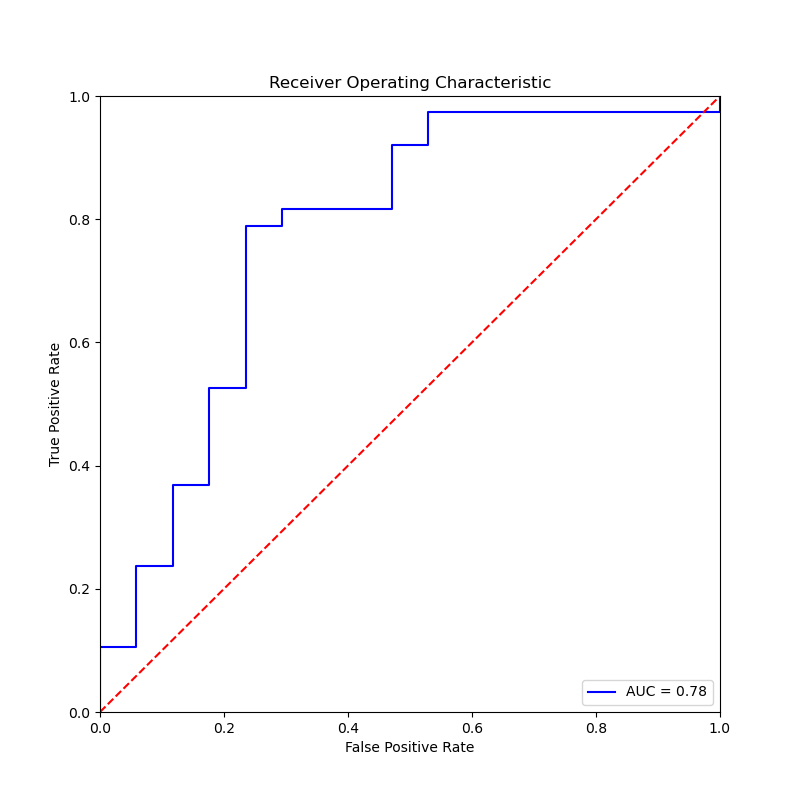 Receiver Operating Characteristic
1.0
0.8
0.6
0.4
0.2
0.0
True Positive Rate
AUC = 0.78
0.0 0.2 0.4 0.6 0.8 1.0
False Positive Rate